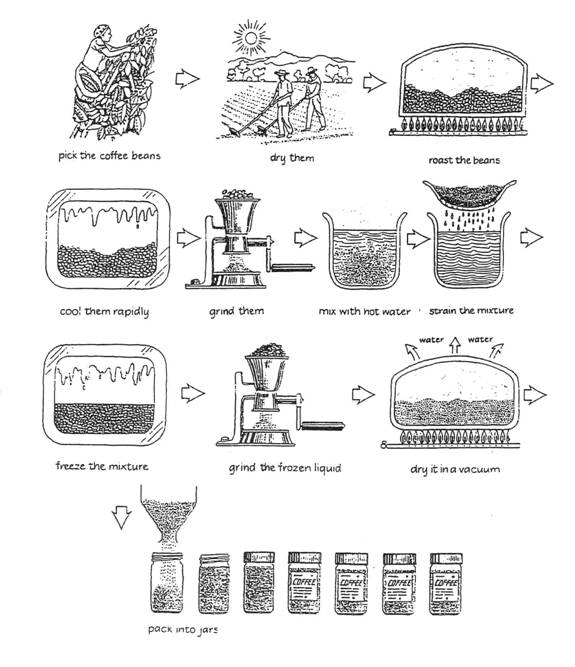 pick the coffee beans
dry them
roast the beans
cool them rapidly
grind them
mix with hot water
strain the mixture
water water
freeze the mixture
grind the frozen liquid
dry it in a vacuum
COFFEE COFFEE COFFEE COFFEE
pack into jars